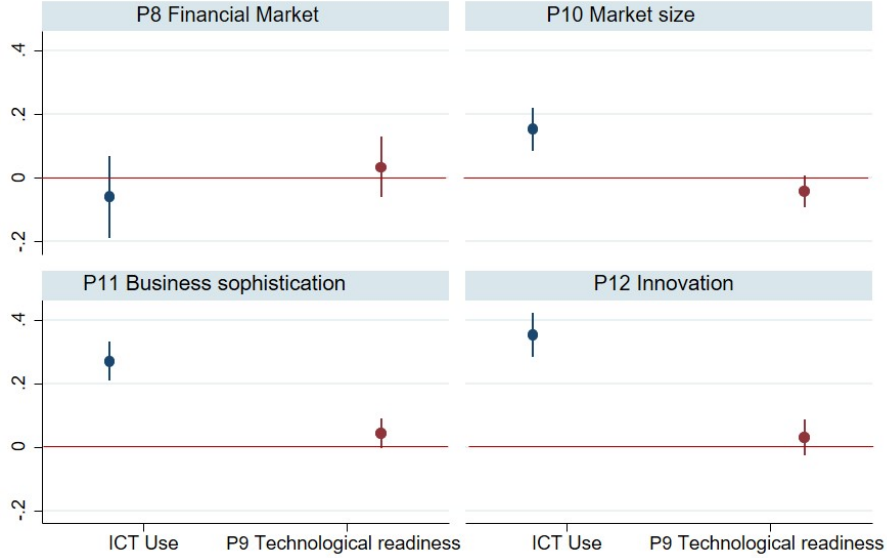 P8 Financial Market
P10 Market size
.4
.2
0
-.2
P11 Business sophistication
P12 Innovation
.4
.2
0
-.2
ICT Use
P9 Technological readiness
ICT Use
P9 Technological readiness